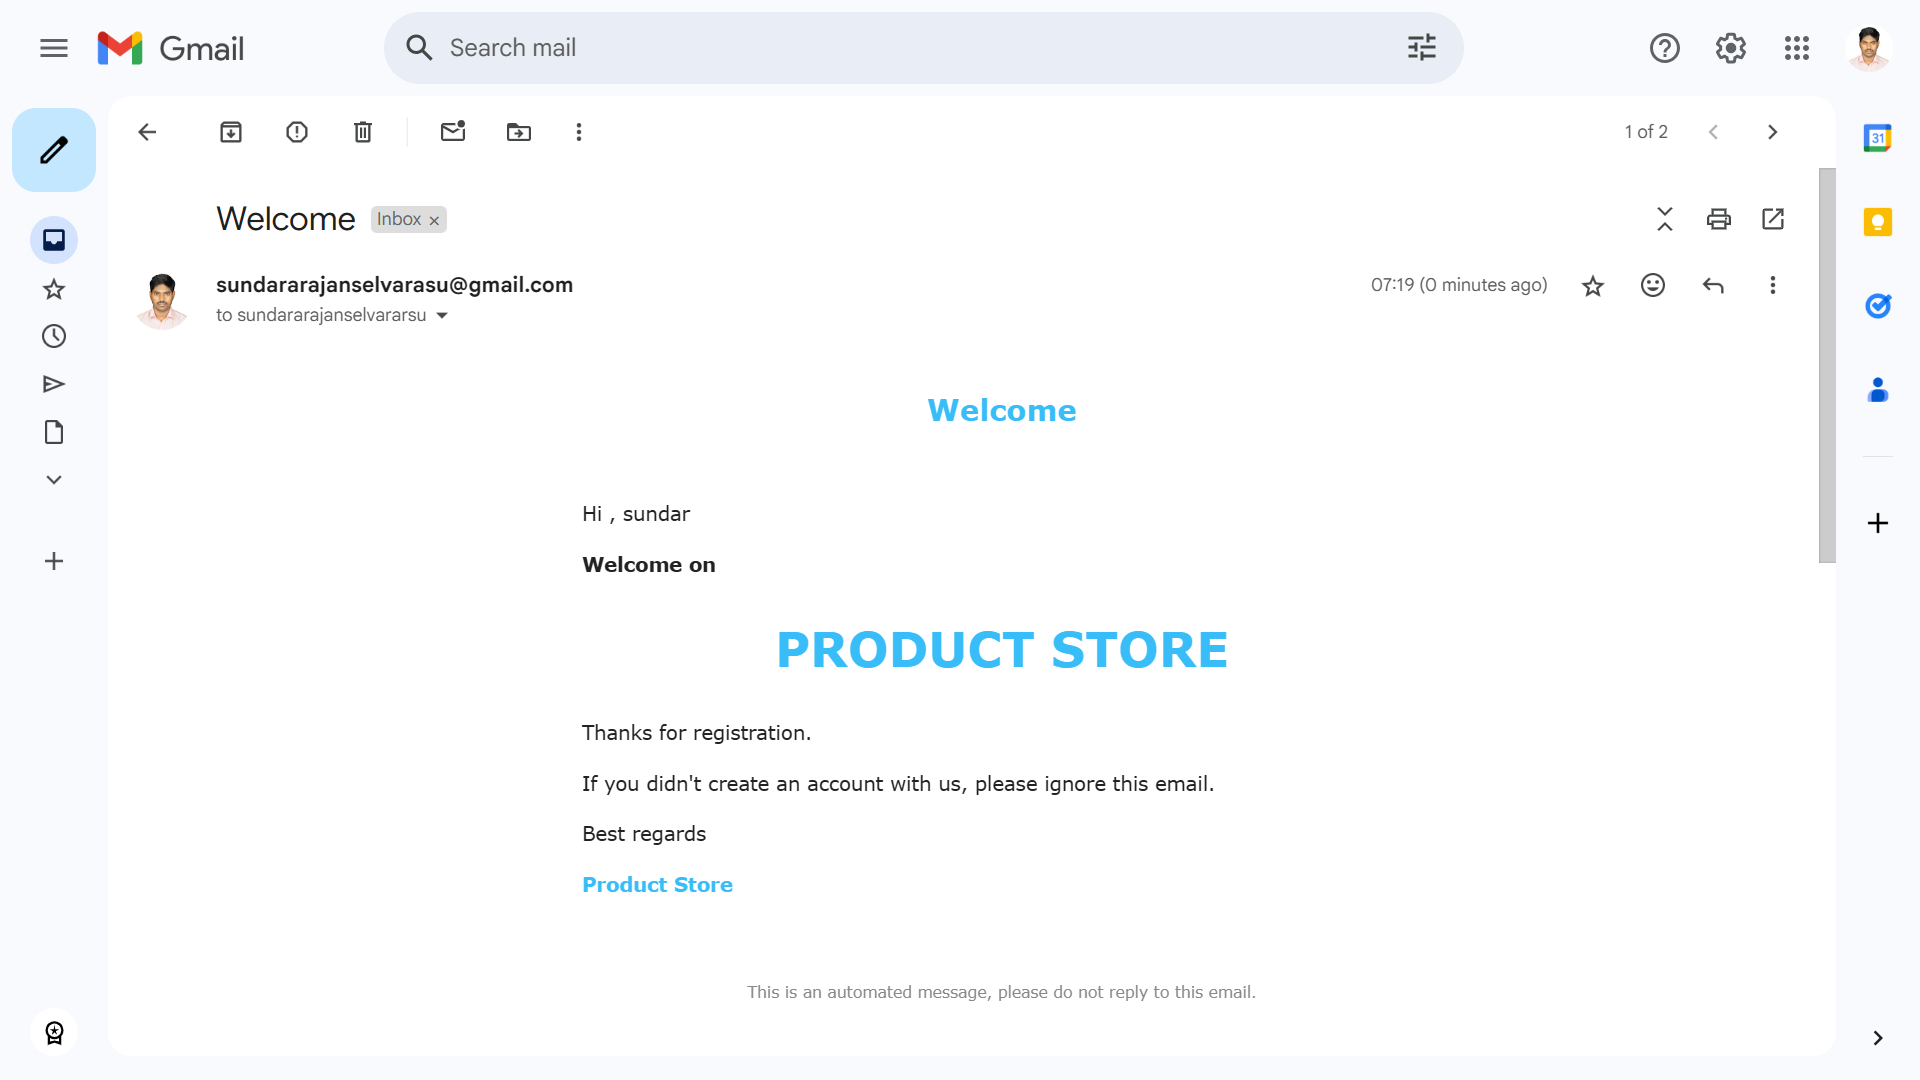 Gmail
Search mail
1 of 2
31
Welcome Inbox ×
sundararajanselvarasu@gmail.com
07:19 (0 minutes ago)
to sundararajanselvararsu
Welcome
Hi , sundar
Welcome on
PRODUCT STORE
Thanks for registration.
If you didn't create an account with us, please ignore this email.
Best regards
Product Store
This is an automated message, please do not reply to this email.